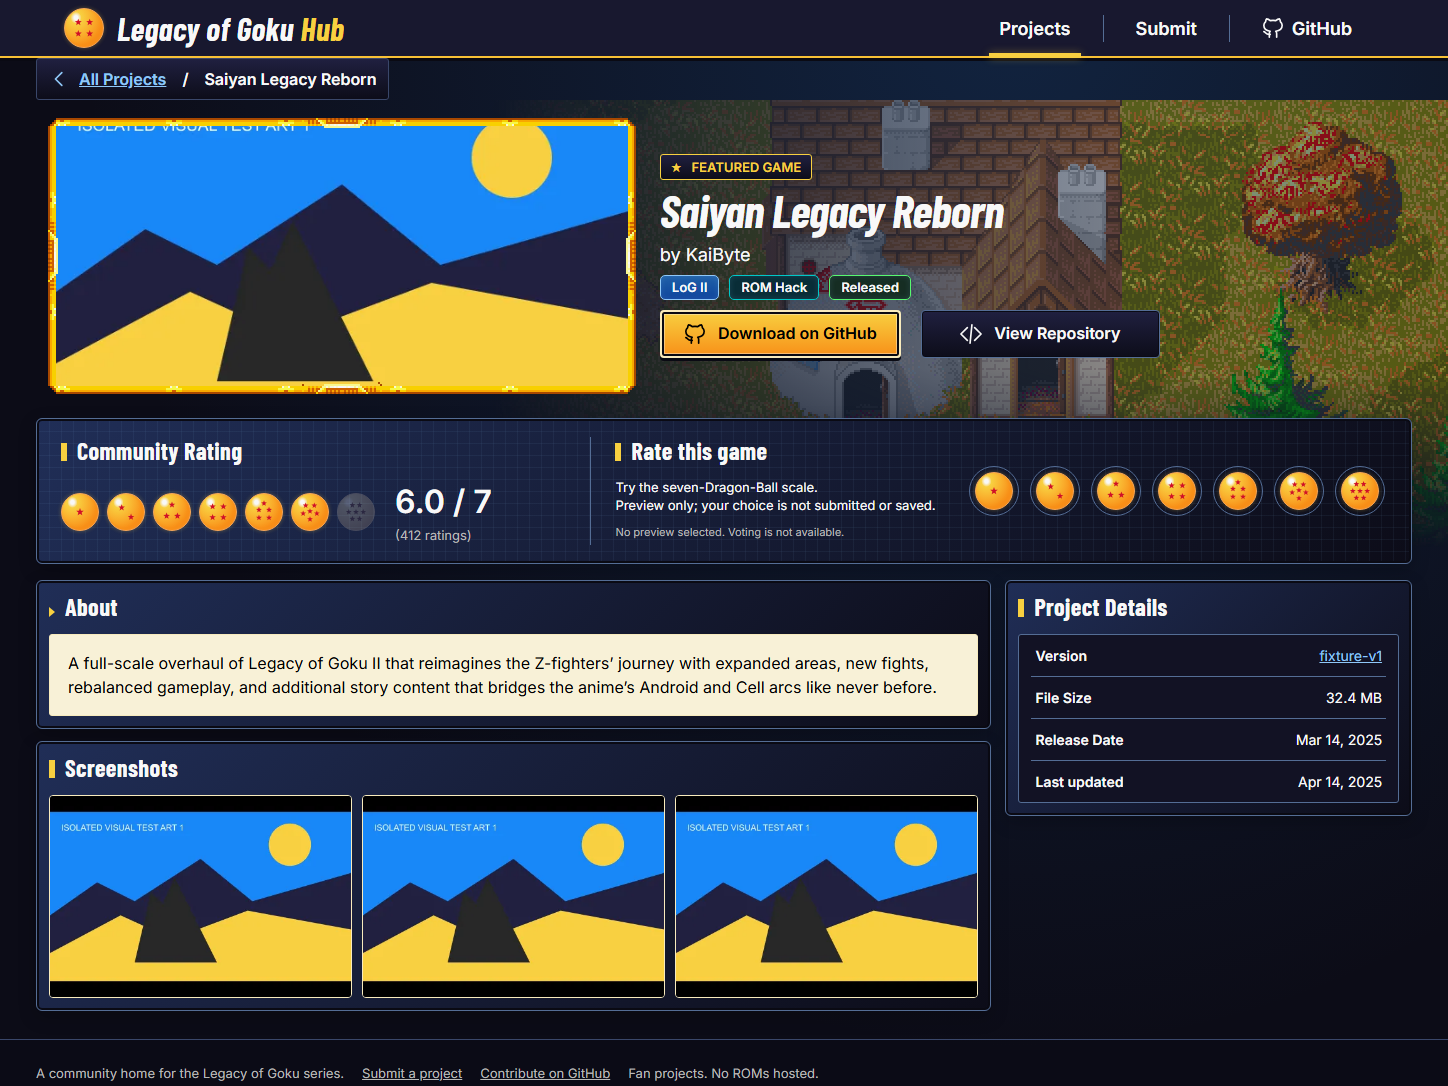 Legacy of Goku Hub
Projects
Submit
GitHub
All Projects / Saiyan Legacy Reborn
ISOLATED VISUAL TEST ART 1
★ FEATURED GAME
Saiyan Legacy Reborn
by KaiByte
LoG II
ROM Hack
Released
Download on GitHub
View Repository
Community Rating
6.0 / 7
(412 ratings)
Rate this game
Try the seven-Dragon-Ball scale.
Preview only; your choice is not submitted or saved.
No preview selected. Voting is not available.
About
A full-scale overhaul of Legacy of Goku II that reimagines the Z-fighters’ journey with expanded areas, new fights,
rebalanced gameplay, and additional story content that bridges the anime’s Android and Cell arcs like never before.
Project Details
Version fixture-v1
File Size 32.4 MB
Release Date Mar 14, 2025
Last updated Apr 14, 2025
Screenshots
ISOLATED VISUAL TEST ART 1
ISOLATED VISUAL TEST ART 1
ISOLATED VISUAL TEST ART 1
A community home for the Legacy of Goku series. Submit a project Contribute on GitHub Fan projects. No ROMs hosted.